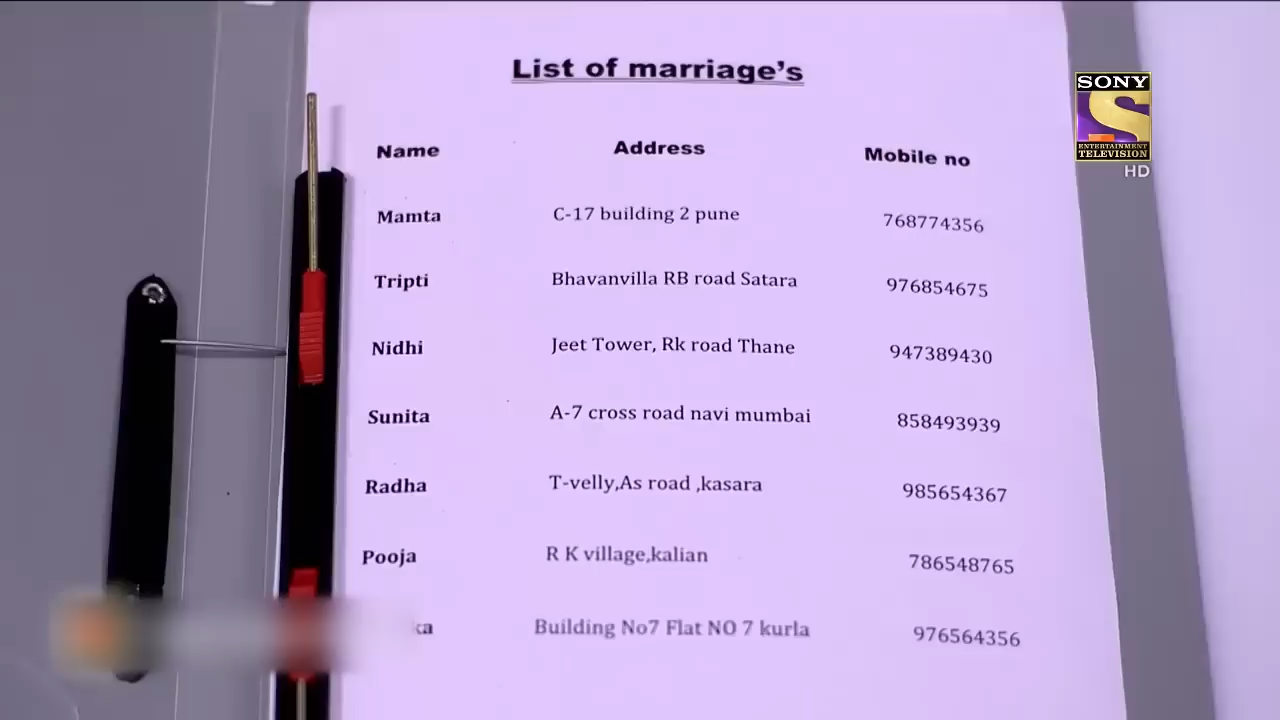 List of marriage's
Name Address Mobile no
Mamta C-17 building 2 pune 768774356
Tripti Bhavanvilla RB road Satara 976854675
Nidhi Jeet Tower, Rk road Thane 947389430
Sunita A-7 cross road navi mumbai 858493939
Radha T-velly,As road ,kasara 985654367
Pooja R K village,kalian 786548765
Building No7 Flat NO 7 kurla 976564356
SONY
ENTERTAINMENT
TELEVISION
HD